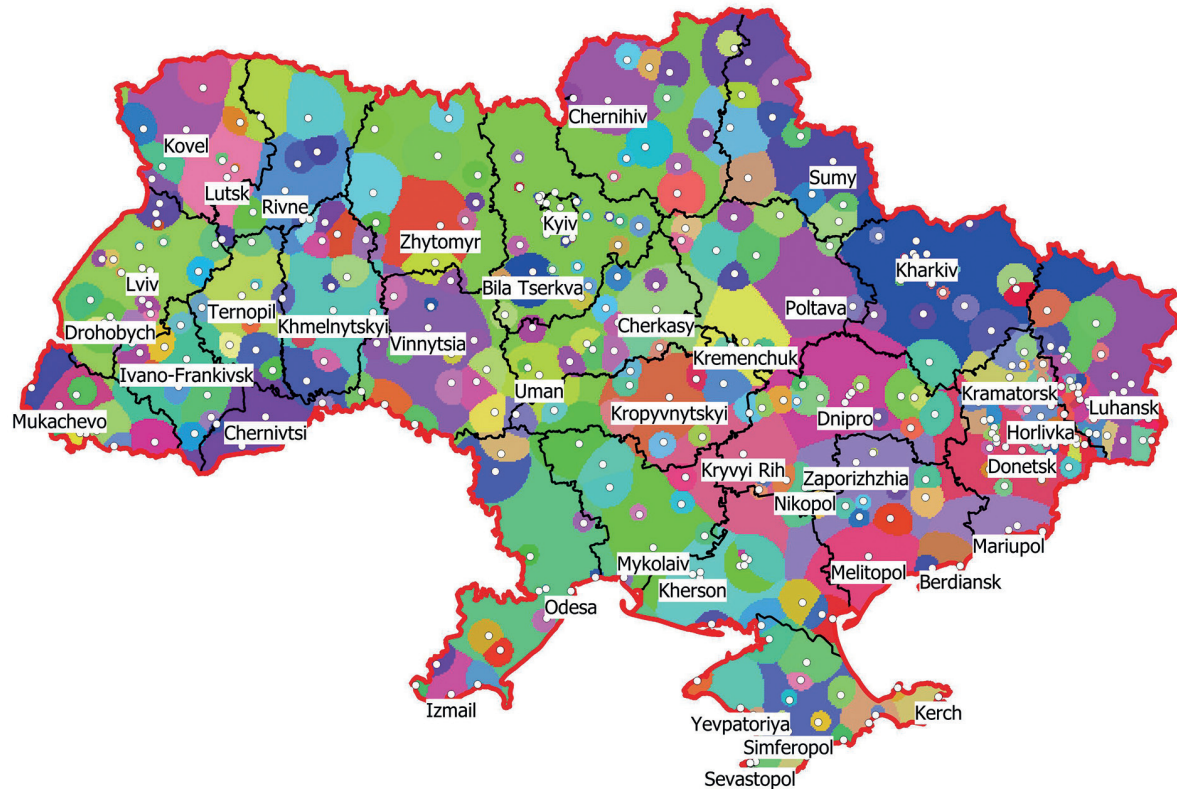 Chernihiv
Kovel
Sumy
Lutsk
Rivne
Kyiv
Zhytomyr
Kharkiv
Lviv
Bila Tserkva
Ternopil
Poltava
Drohobych
Khmelnytskyi
Cherkasy
Vinnytsia
Kremenchuk
Ivano-Frankivsk
Uman
Kramatorsk
Luhansk
Mukachevo
Kropyvnytskyi
Dnipro
Chernivtsi
Horlivka
Kryvyi Rih
Zaporizhzhia
Donetsk
Nikopol
Mariupol
Mykolaiv
Melitopol
Berdiansk
Kherson
Odesa
Izmail
Kerch
Yevpatoriya
Simferopol
Sevastopol